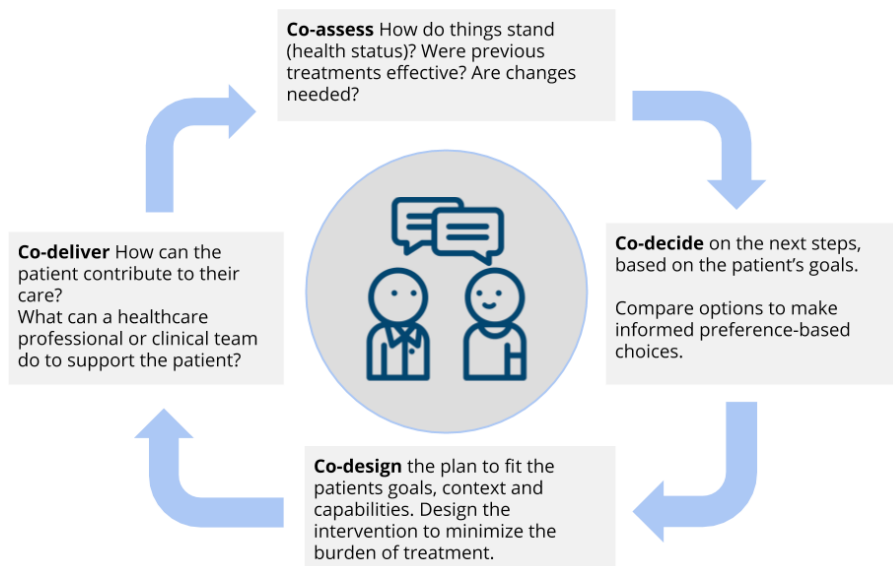 Co-assess How do things stand
(health status)? Were previous
treatments effective? Are changes
needed?
Co-decide on the next steps,
based on the patient’s goals.
Compare options to make
informed preference-based
choices.
Co-design the plan to fit the
patients goals, context and
capabilities. Design the
intervention to minimize the
burden of treatment.
Co-deliver How can the
patient contribute to their
care?
What can a healthcare
professional or clinical team
do to support the patient?